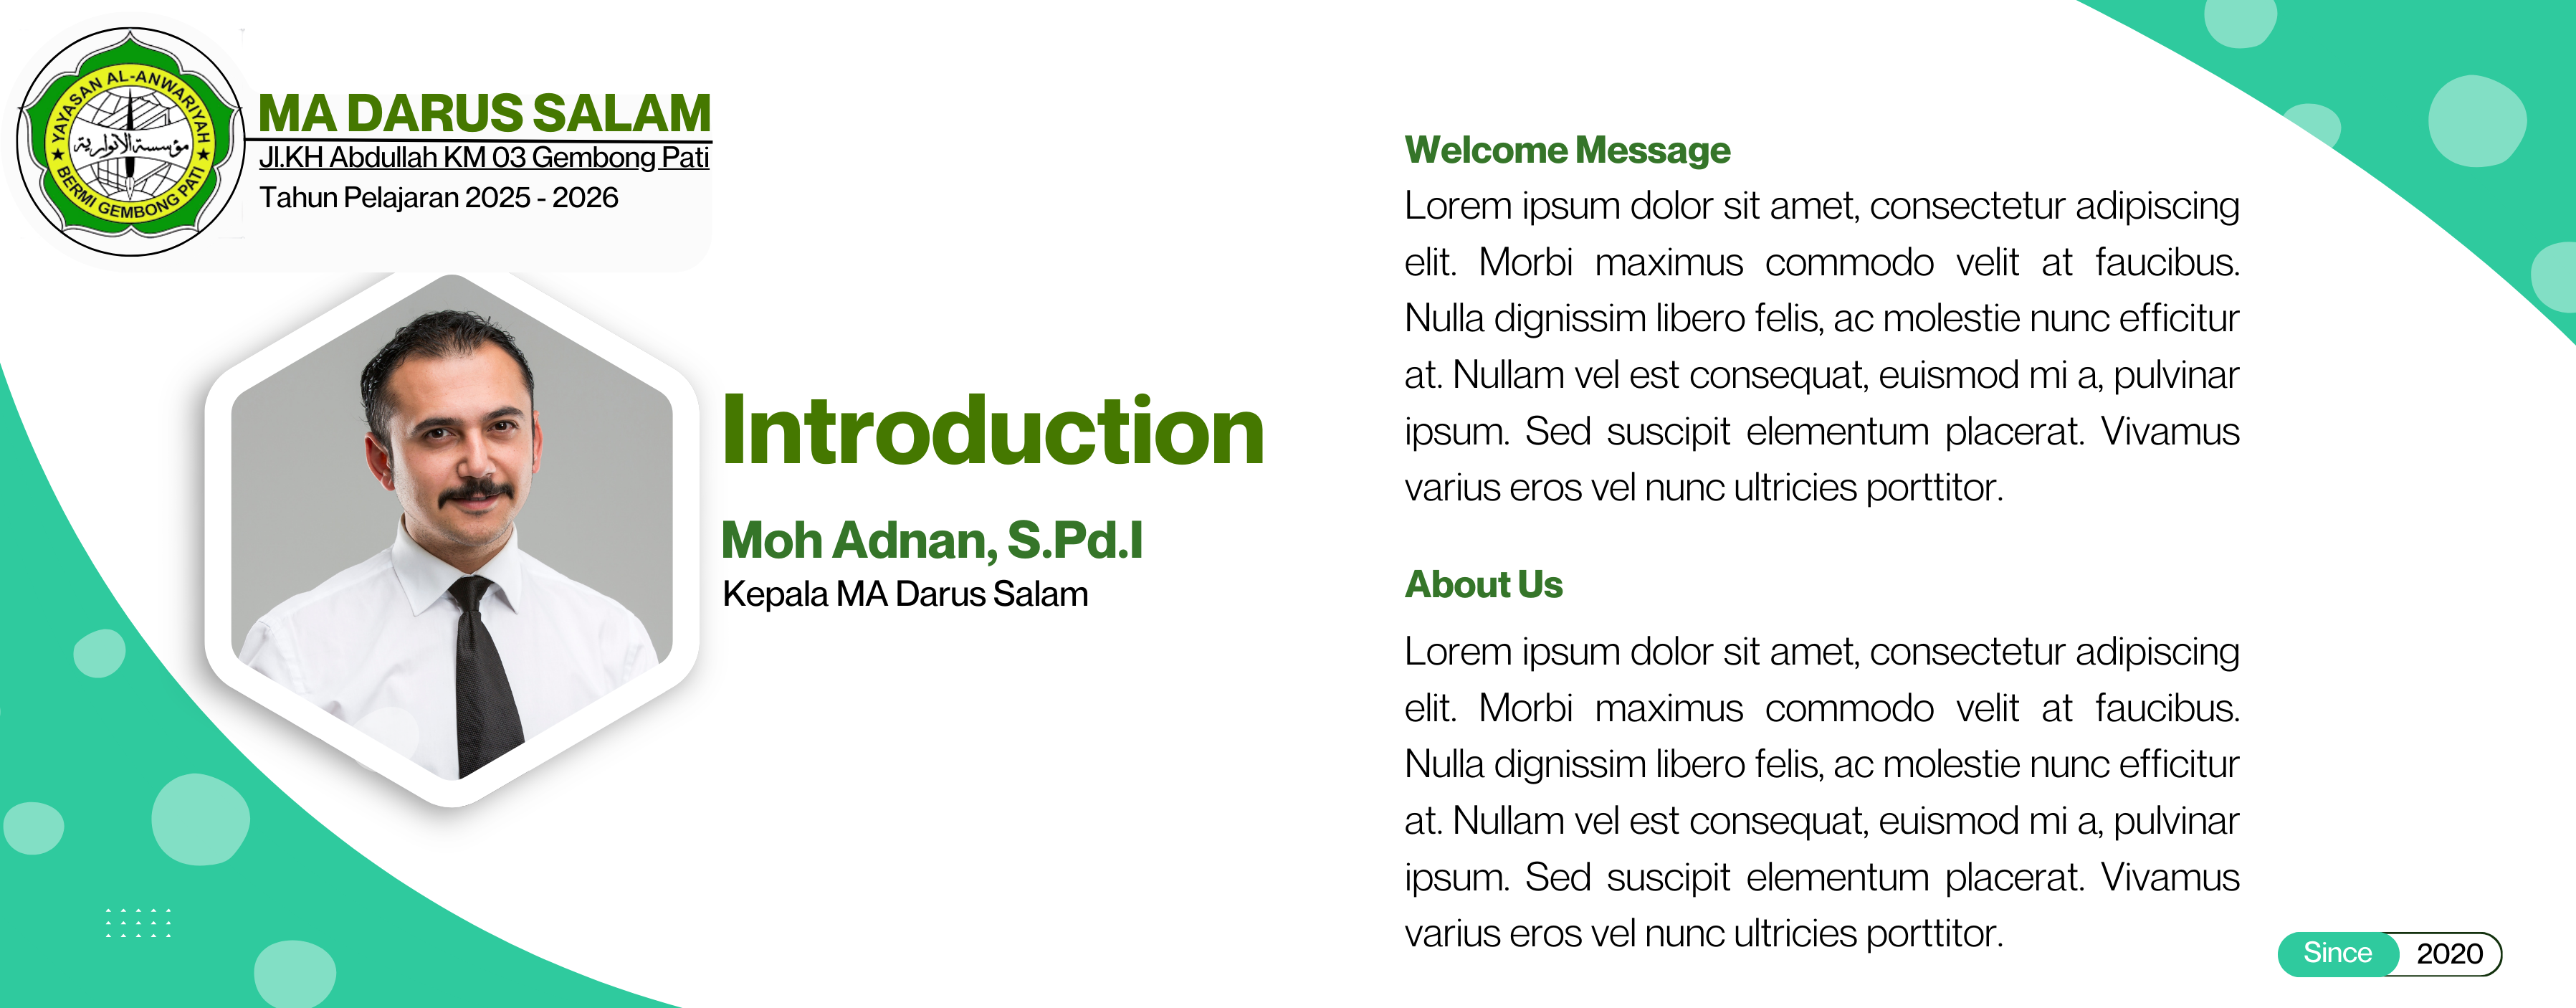 YAYASAN AL-ANWARIYAH
مؤسسة الانوارية
BERMI GEMBONG PATI
MA DARUS SALAM
Jl.KH Abdullah KM 03 Gembong Pati
Tahun Pelajaran 2025 - 2026
Introduction
Moh Adnan, S.Pd.I
Kepala MA Darus Salam
Welcome Message
Lorem ipsum dolor sit amet, consectetur adipiscing
elit. Morbi maximus commodo velit at faucibus.
Nulla dignissim libero felis, ac molestie nunc efficitur
at. Nullam vel est consequat, euismod mi a, pulvinar
ipsum. Sed suscipit elementum placerat. Vivamus
varius eros vel nunc ultricies porttitor.
About Us
Lorem ipsum dolor sit amet, consectetur adipiscing
elit. Morbi maximus commodo velit at faucibus.
Nulla dignissim libero felis, ac molestie nunc efficitur
at. Nullam vel est consequat, euismod mi a, pulvinar
ipsum. Sed suscipit elementum placerat. Vivamus
varius eros vel nunc ultricies porttitor.
Since 2020